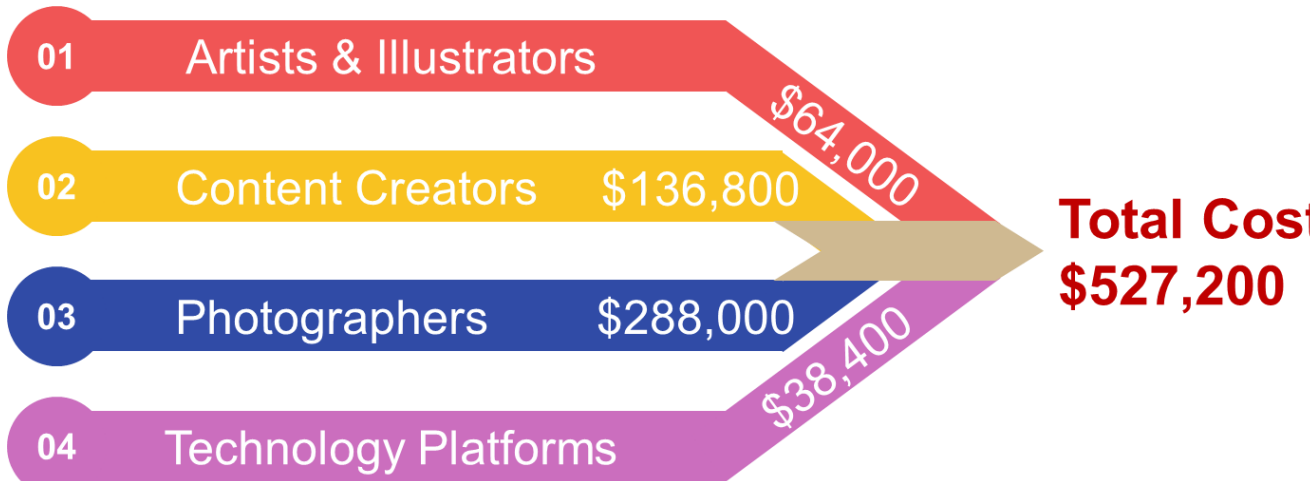 01 Artists & Illustrators $64,000
02 Content Creators $136,800
03 Photographers $288,000
04 Technology Platforms $38,400
Total Cost
$527,200